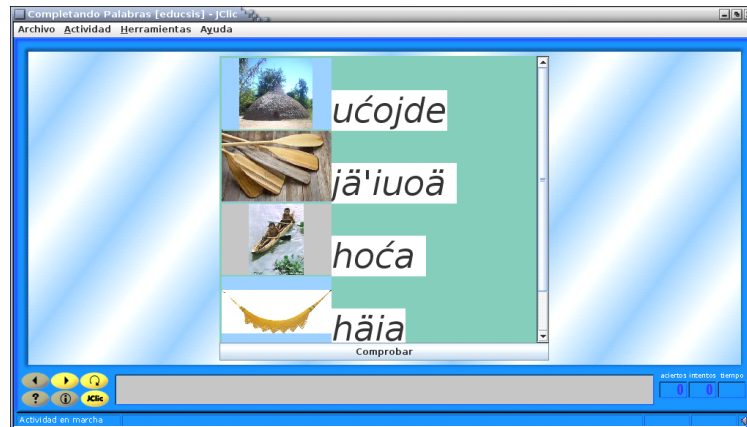 Completando Palabras [educsis] - JClic
Archivo Actividad Herramientas Ayuda
ućojde
jä'iuoä
hoća
häia
Comprobar
aciertos intentos tiempo
0 0
JClic
Actividad en marcha